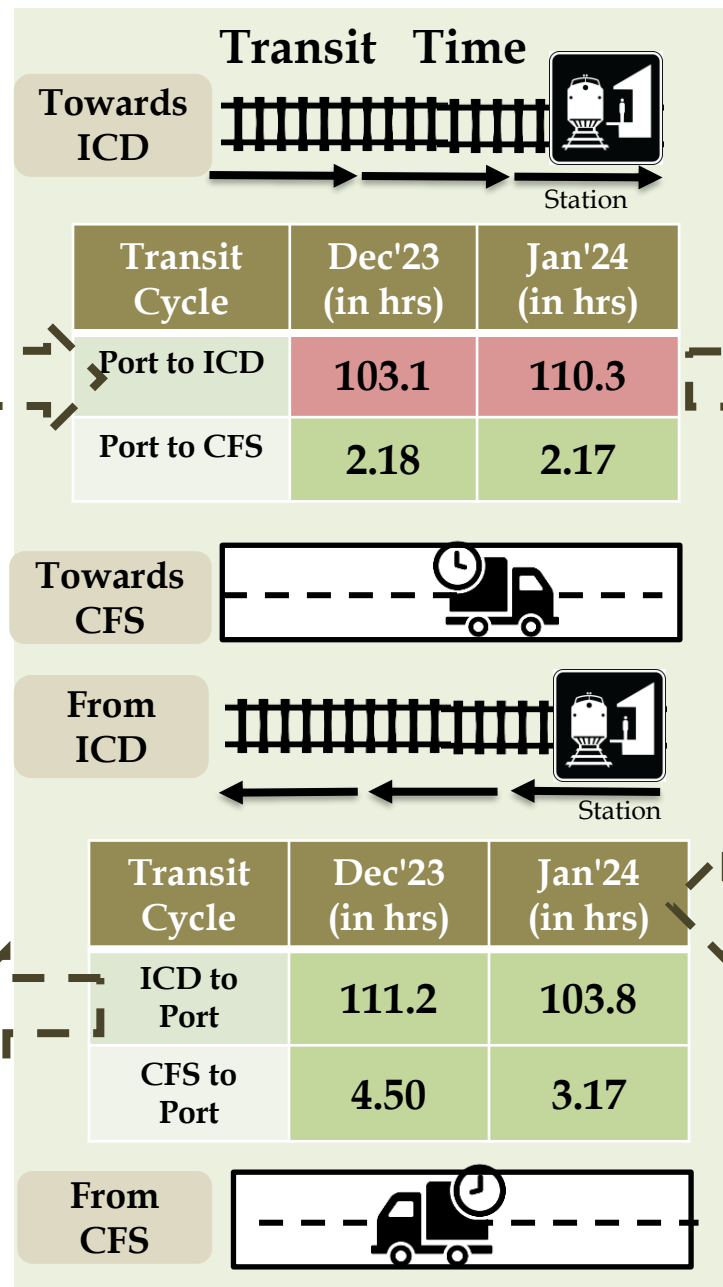 Transit Time
Towards
ICD
Station
Transit
Cycle
Dec'23
(in hrs)
Jan'24
(in hrs)
Port to ICD
103.1
110.3
Port to CFS
2.18
2.17
Towards
CFS
From
ICD
Station
Transit
Cycle
Dec'23
(in hrs)
Jan'24
(in hrs)
ICD to
Port
111.2
103.8
CFS to
Port
4.50
3.17
From
CFS